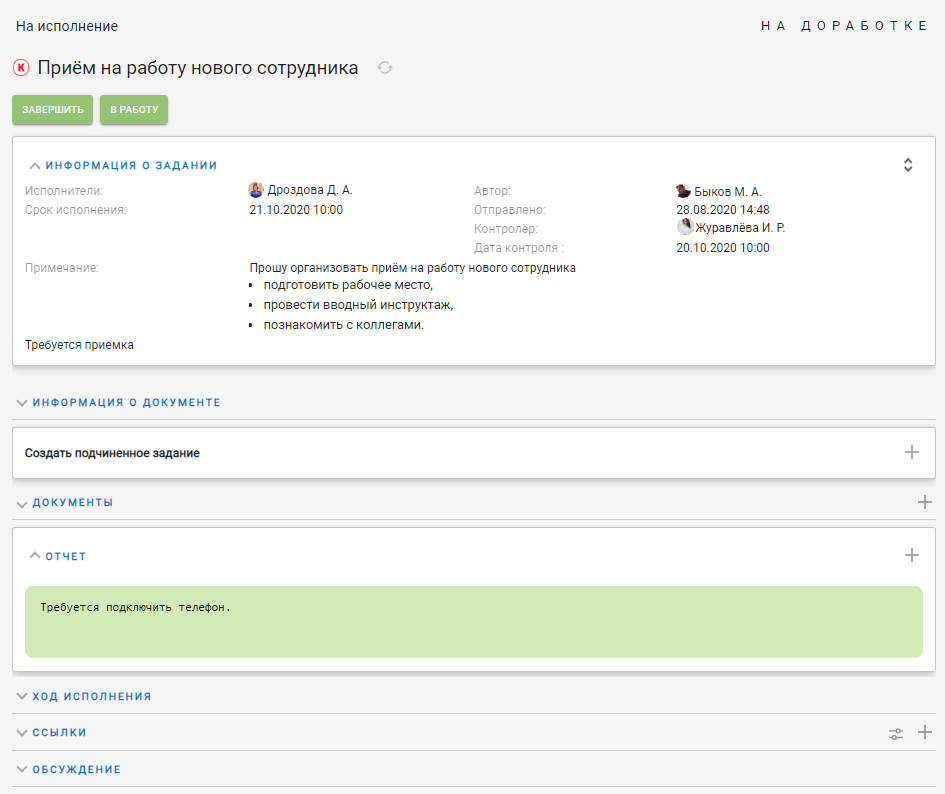 На исполнение
НА ДОРАБОТКЕ
К Приём на работу нового сотрудника
ЗАВЕРШИТЬ В РАБОТУ
ИНФОРМАЦИЯ О ЗАДАНИИ
Исполнители: Дроздова Д. А. Автор: Быков М. А.
Срок исполнения: 21.10.2020 10:00 Отправлено: 28.08.2020 14:48
Контролёр: Журавлёва И. Р.
Дата контроля : 20.10.2020 10:00
Примечание: Прошу организовать приём на работу нового сотрудника
• подготовить рабочее место,
• провести вводный инструктаж,
• познакомить с коллегами.
Требуется приемка
ИНФОРМАЦИЯ О ДОКУМЕНТЕ
Создать подчиненное задание
ДОКУМЕНТЫ
ОТЧЕТ
Требуется подключить телефон.
ХОД ИСПОЛНЕНИЯ
ССЫЛКИ
ОБСУЖДЕНИЕ